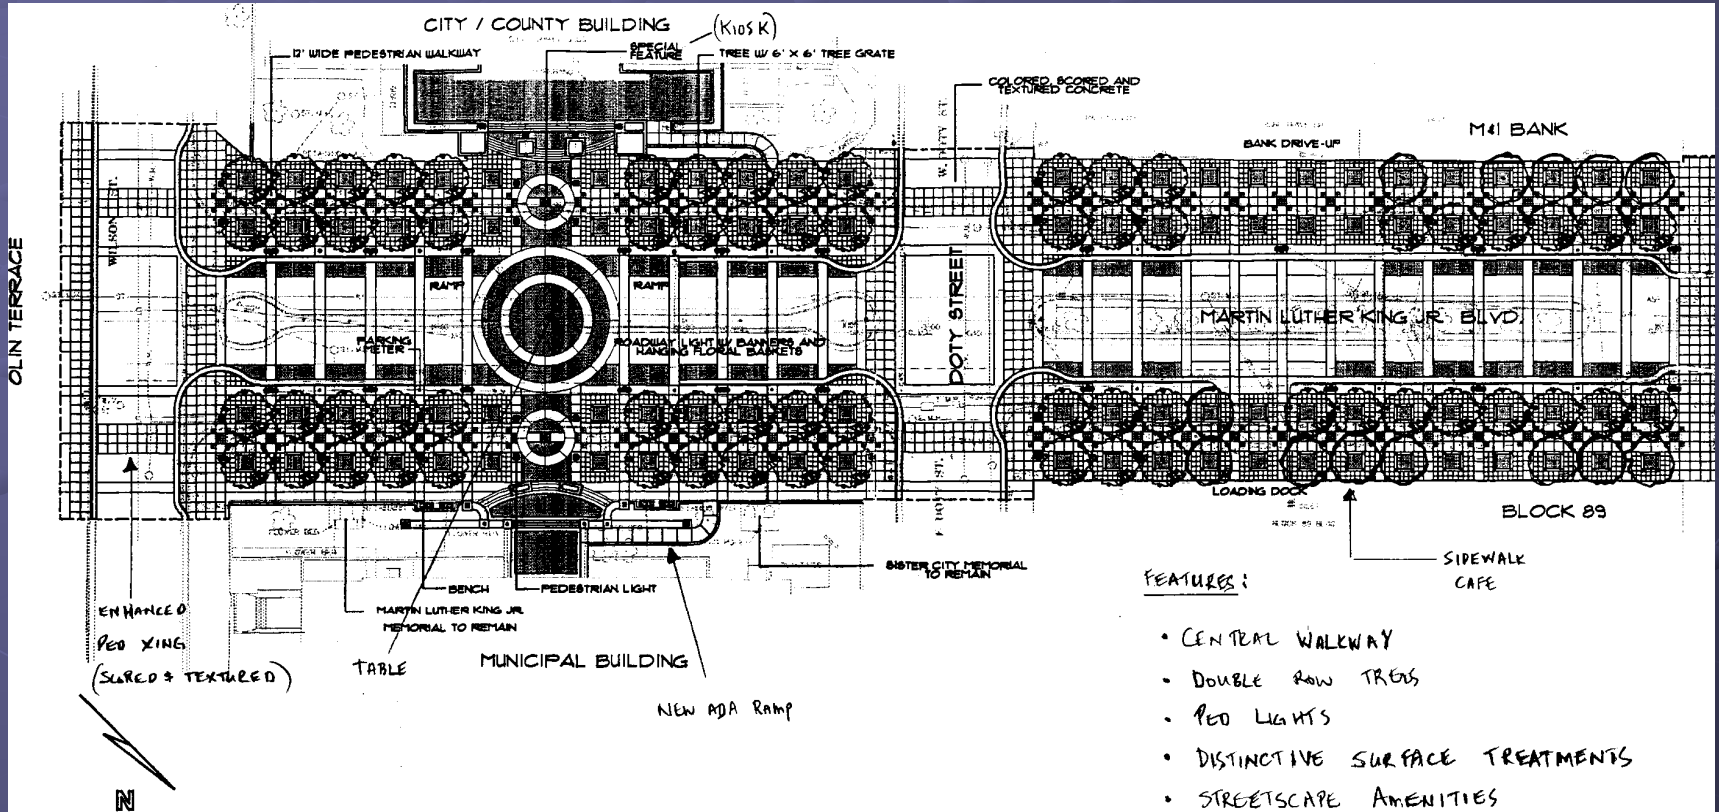 CITY / COUNTY BUILDING
(KIOSK)
12' WIDE PEDESTRIAN WALKWAY
SPECIAL
FEATURE
TREE W/ 6' X 6' TREE GRATE
COLORED, SCORED AND
TEXTURED CONCRETE
W. DOTY ST.
BANK DRIVE-UP
M&I BANK
OLIN TERRACE
WILSON ST.
RAMP
RAMP
DOTY STREET
MARTIN LUTHER KING JR. BLVD.
PARKING
METER
ROADWAY LIGHT W/ BANNERS AND
HANGING FLORAL BASKETS
E. DOTY ST.
LOADING DOCK
BLOCK 89
FLOWER BED
SISTER CITY MEMORIAL
TO REMAIN
SIDEWALK
CAFE
BENCH
PEDESTRIAN LIGHT
MARTIN LUTHER KING JR.
MEMORIAL TO REMAIN
ENHANCED
PED XING
(SCORED & TEXTURED)
TABLE
MUNICIPAL BUILDING
NEW ADA RAMP
FEATURES:
• CENTRAL WALKWAY
• DOUBLE ROW TREES
• PED LIGHTS
• DISTINCTIVE SURFACE TREATMENTS
• STREETSCAPE AMENITIES
N